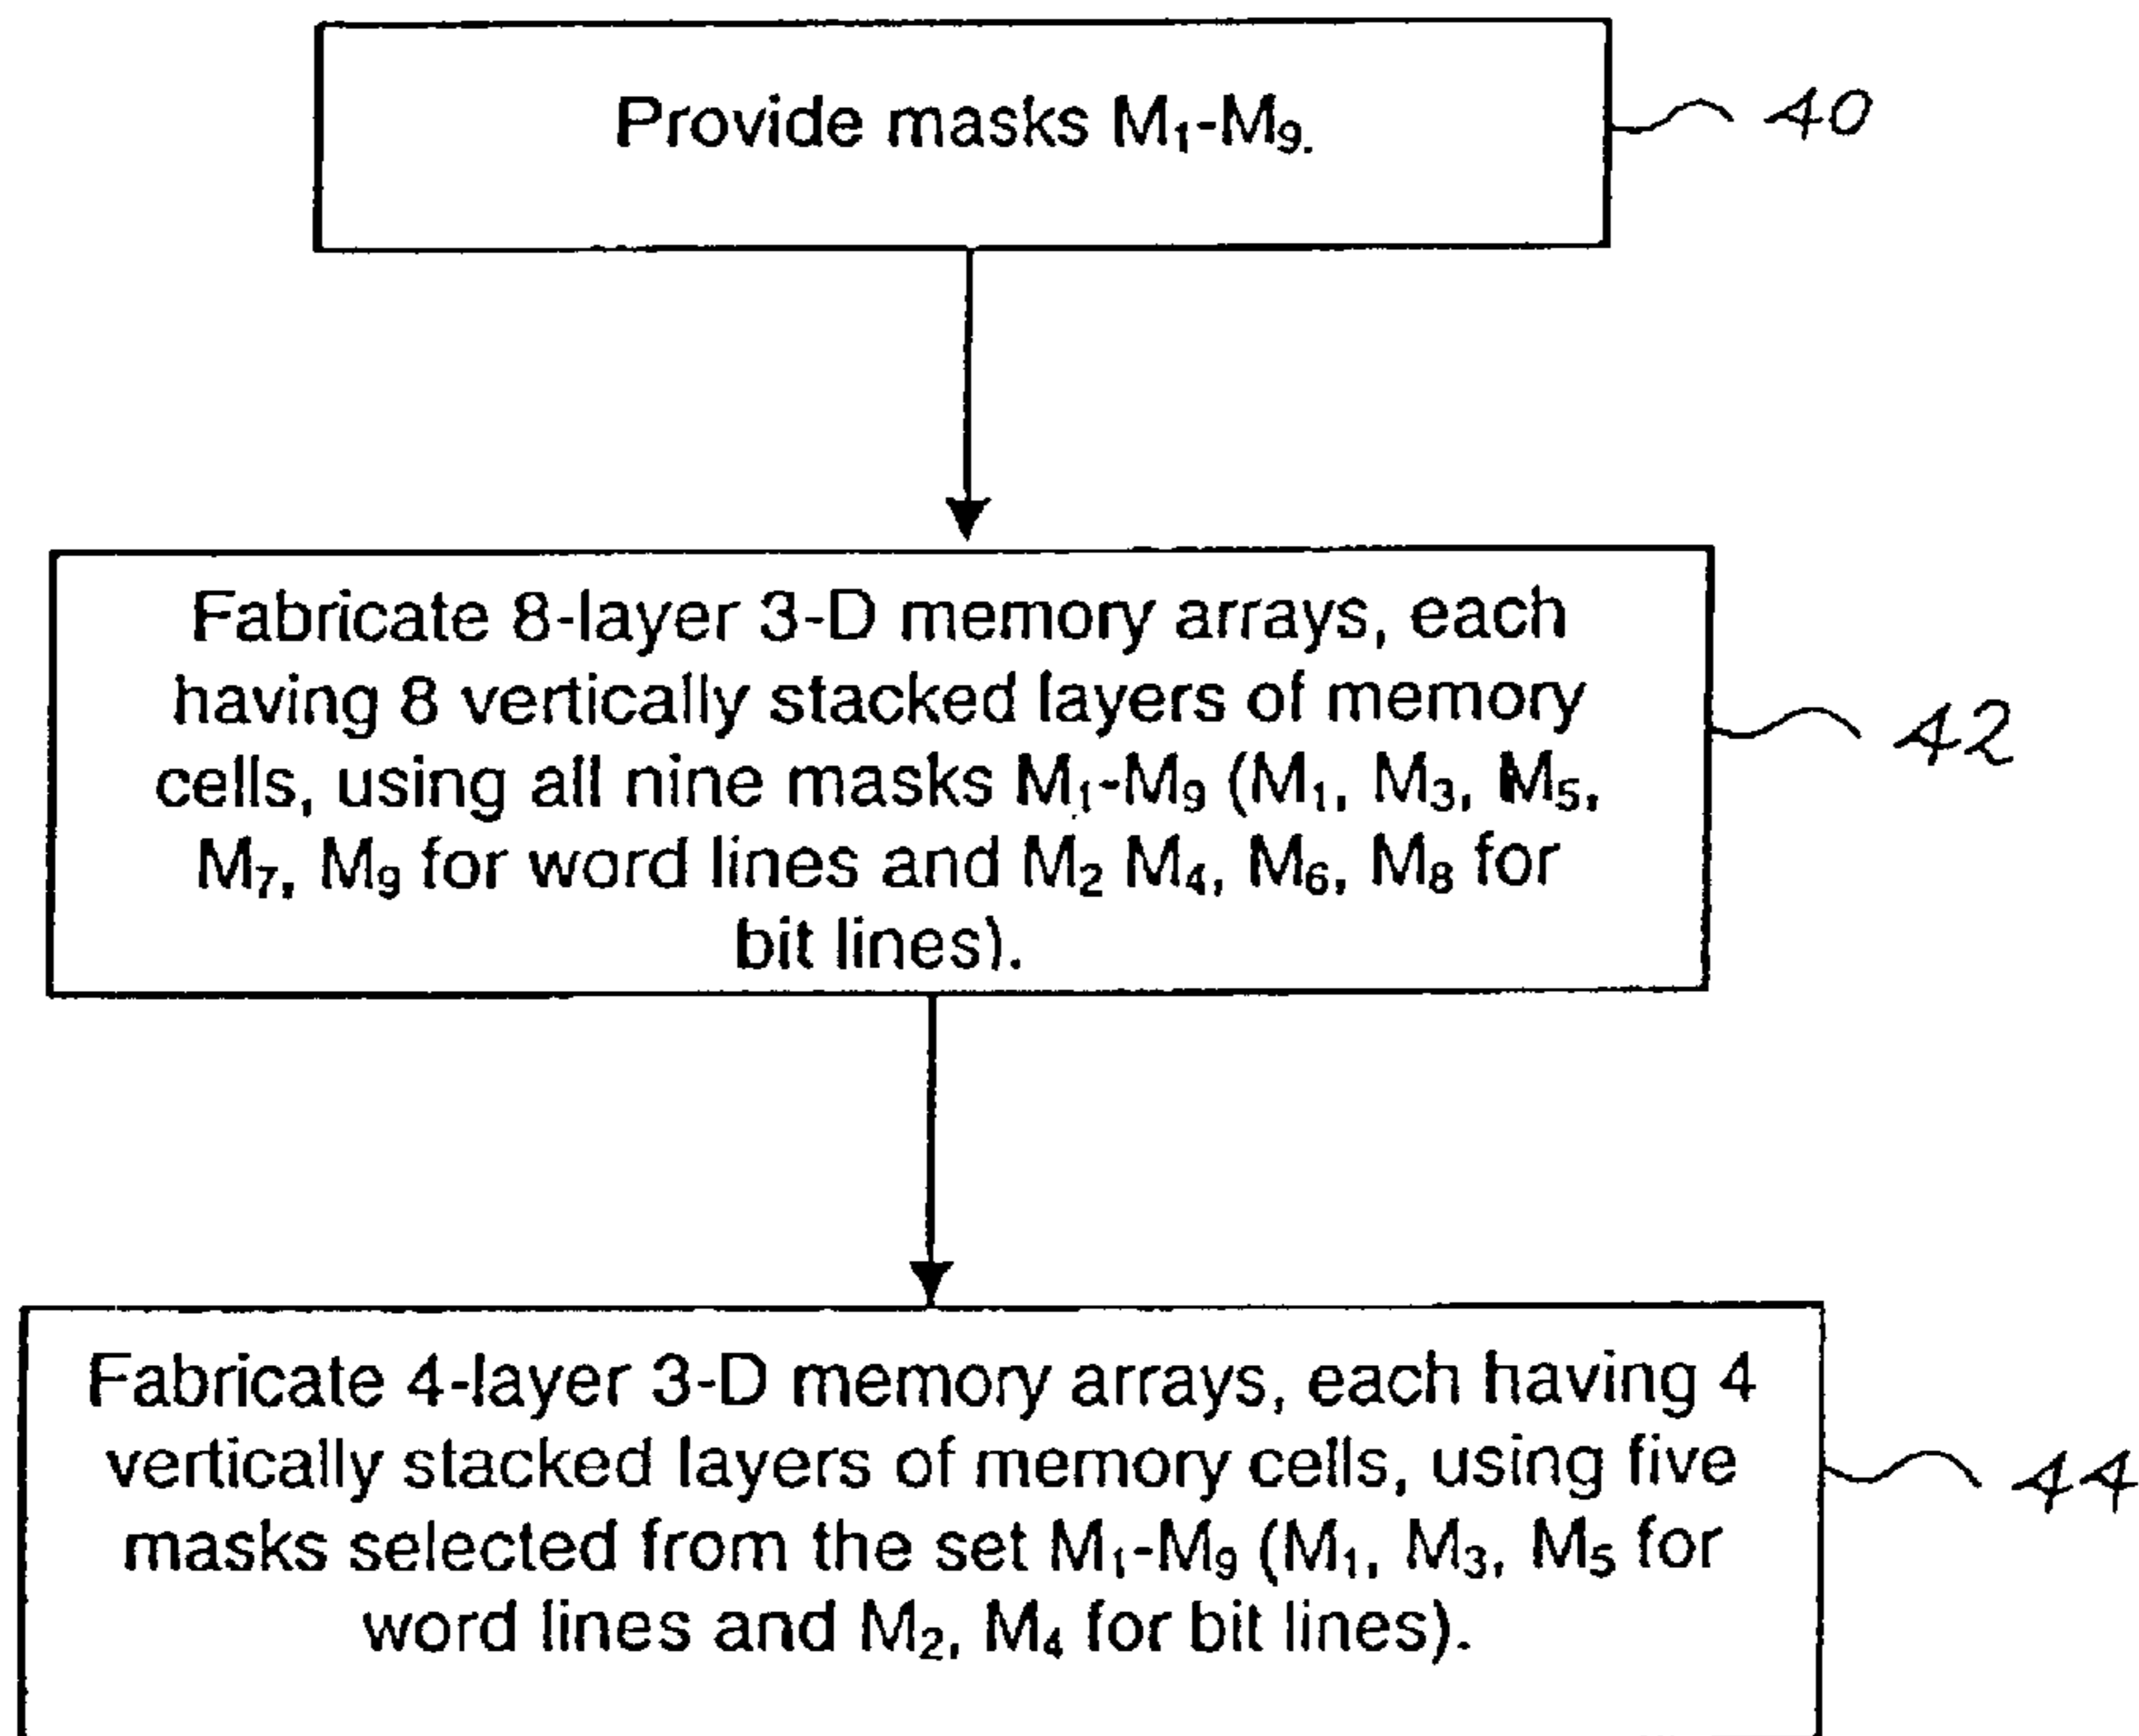 Provide masks M₁-M₉.
40
Fabricate 8-layer 3-D memory arrays, each
having 8 vertically stacked layers of memory
cells, using all nine masks M₁-M₉ (M₁, M₃, M₅,
M₇, M₉ for word lines and M₂ M₄, M₆, M₈ for
bit lines).
42
Fabricate 4-layer 3-D memory arrays, each having 4
vertically stacked layers of memory cells, using five
masks selected from the set M₁-M₉ (M₁, M₃, M₅ for
word lines and M₂, M₄ for bit lines).
44